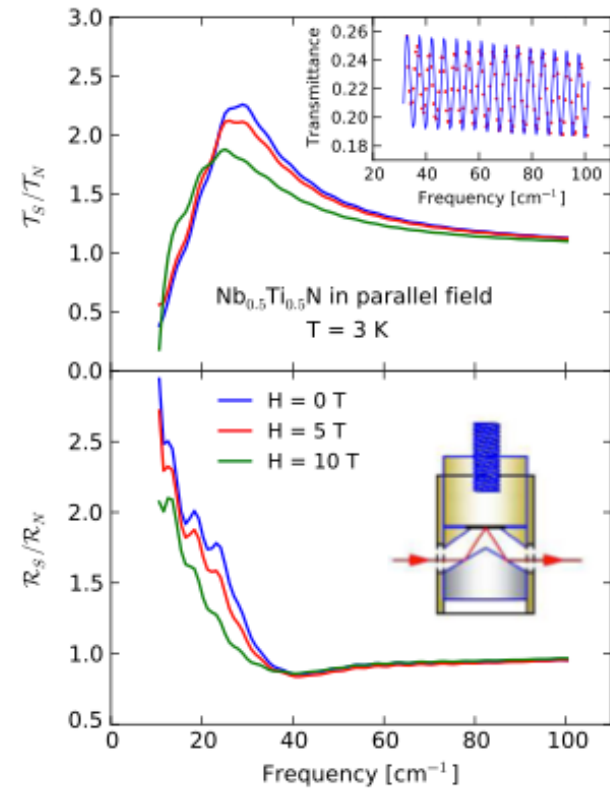 3.0
2.5
2.0
1.5
1.0
0.5
0.0
𝒯S/𝒯N
0.26
0.24
0.22
0.20
0.18
Transmittance
20 40 60 80 100
Frequency [cm⁻¹]
Nb₀.₅Ti₀.₅N in parallel field
T = 3 K
2.5
2.0
1.5
1.0
0.5
ℛS/ℛN
H = 0 T
H = 5 T
H = 10 T
0 20 40 60 80 100
Frequency [cm⁻¹]